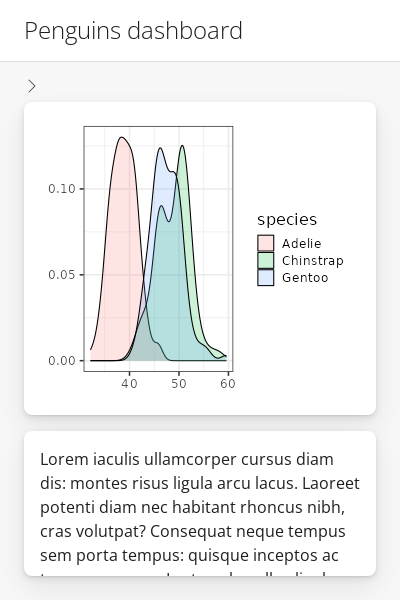 Penguins dashboard
0.10
0.05
0.00
40 50 60
species
Adelie
Chinstrap
Gentoo
Lorem iaculis ullamcorper cursus diam
dis: montes risus ligula arcu lacus. Laoreet
potenti diam nec habitant rhoncus nibh,
cras volutpat? Consequat neque tempus
sem porta tempus: quisque inceptos ac